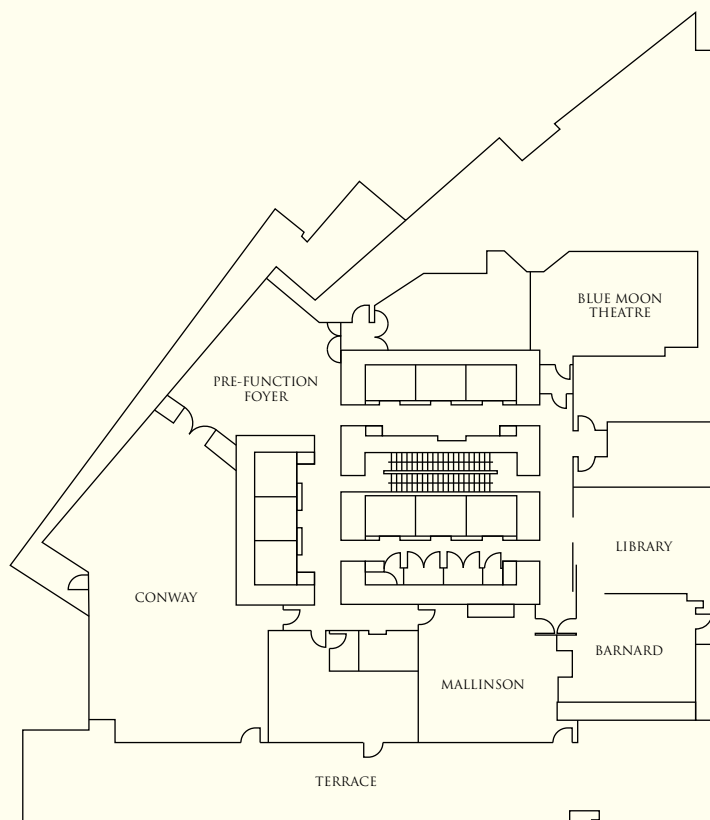 BLUE MOON
THEATRE
PRE-FUNCTION
FOYER
LIBRARY
CONWAY
BARNARD
MALLINSON
TERRACE